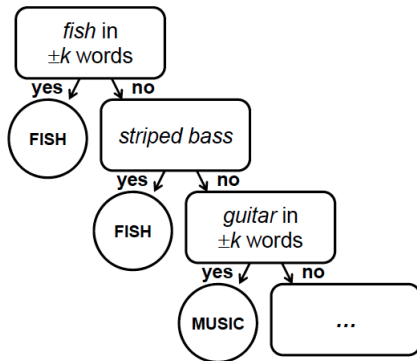 fish in
±k words
yes
no
FISH
striped bass
yes
no
FISH
guitar in
±k words
yes
no
MUSIC
...